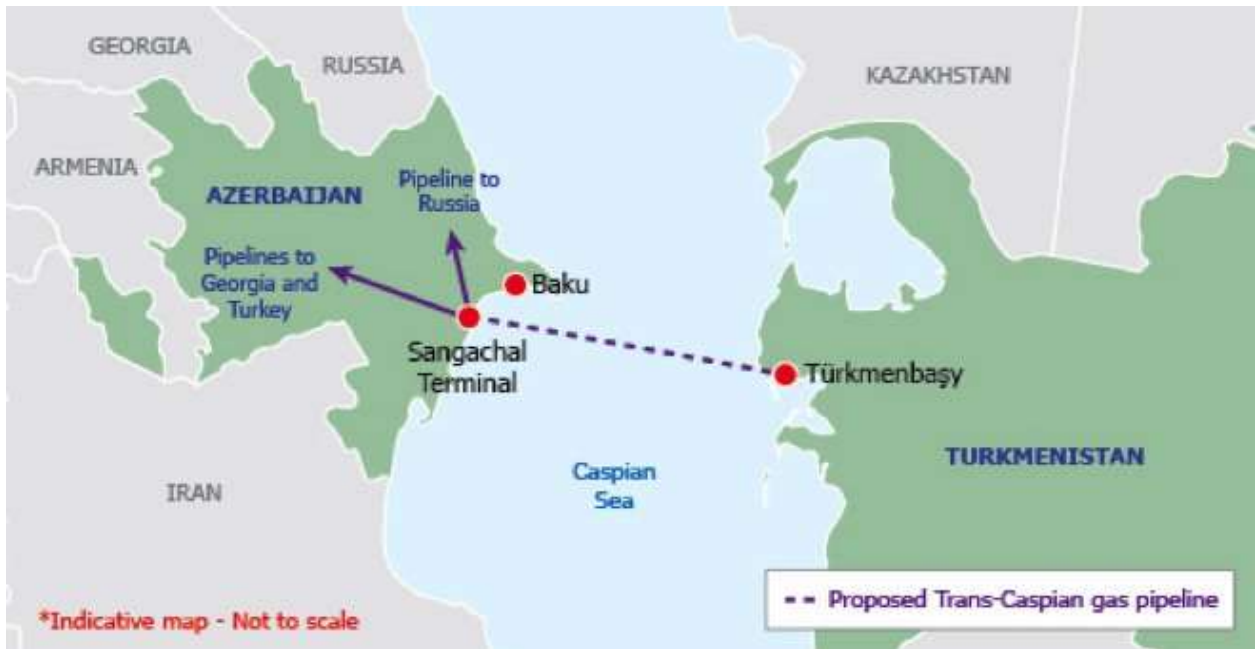 GEORGIA
RUSSIA
KAZAKHSTAN
ARMENIA
AZERBAIJAN
Pipeline to
Russia
Pipelines to
Georgia and
Turkey
Baku
Sangachal
Terminal
Türkmenbaşy
TURKMENISTAN
Caspian
Sea
IRAN
*Indicative map - Not to scale
Proposed Trans-Caspian gas pipeline